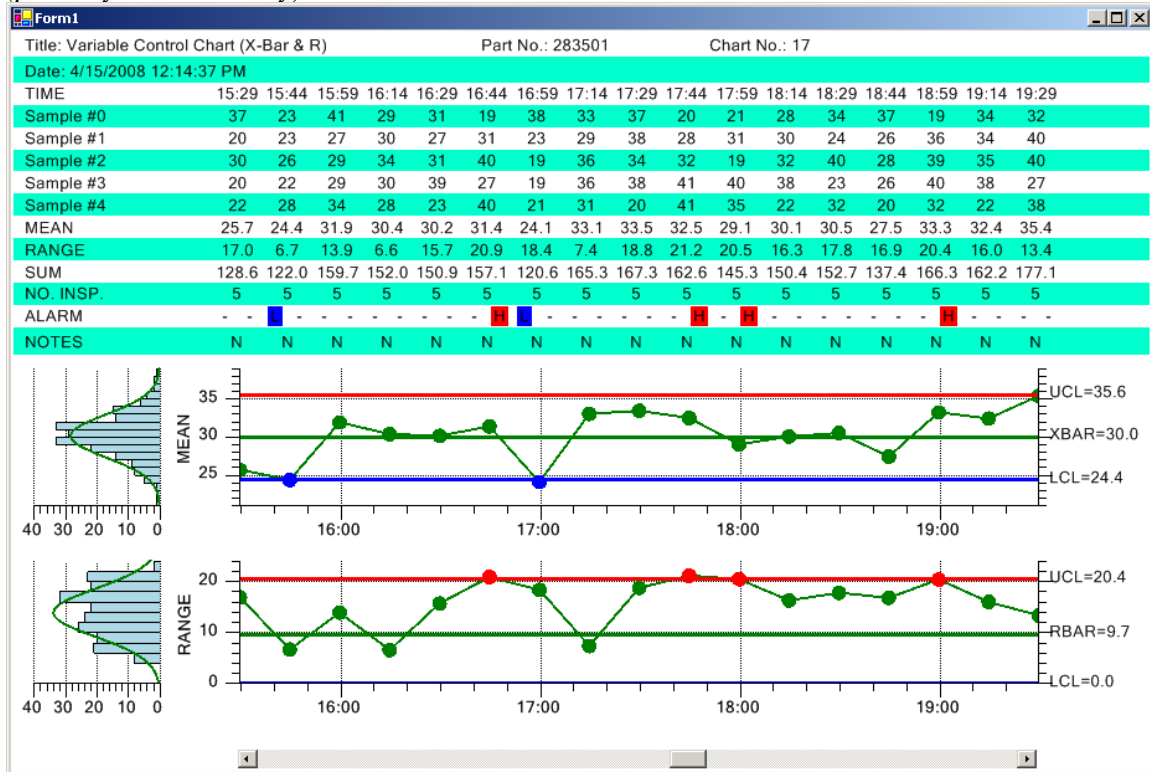 Form1
Title: Variable Control Chart (X-Bar & R) Part No.: 283501 Chart No.: 17
Date: 4/15/2008 12:14:37 PM
TIME 15:29 15:44 15:59 16:14 16:29 16:44 16:59 17:14 17:29 17:44 17:59 18:14 18:29 18:44 18:59 19:14 19:29
Sample #0 37 23 41 29 31 19 38 33 37 20 21 28 34 37 19 34 32
Sample #1 20 23 27 30 27 31 23 29 38 28 31 30 24 26 36 34 40
Sample #2 30 26 29 34 31 40 19 36 34 32 19 32 40 28 39 35 40
Sample #3 20 22 29 30 39 27 19 36 38 41 40 38 23 26 40 38 27
Sample #4 22 28 34 28 23 40 21 31 20 41 35 22 32 20 32 22 38
MEAN 25.7 24.4 31.9 30.4 30.2 31.4 24.1 33.1 33.5 32.5 29.1 30.1 30.5 27.5 33.3 32.4 35.4
RANGE 17.0 6.7 13.9 6.6 15.7 20.9 18.4 7.4 18.8 21.2 20.5 16.3 17.8 16.9 20.4 16.0 13.4
SUM 128.6 122.0 159.7 152.0 150.9 157.1 120.6 165.3 167.3 162.6 145.3 150.4 152.7 137.4 166.3 162.2 177.1
NO. INSP. 5 5 5 5 5 5 5 5 5 5 5 5 5 5 5 5 5
ALARM - - L - - - - - - - - H L - - - - - - H - H - - - - - - - H - - - -
NOTES N N N N N N N N N N N N N N N N N
MEAN
35
30
25
UCL=35.6
XBAR=30.0
LCL=24.4
40 30 20 10 0 16:00 17:00 18:00 19:00
RANGE
20
10
0
UCL=20.4
RBAR=9.7
LCL=0.0
40 30 20 10 0 16:00 17:00 18:00 19:00